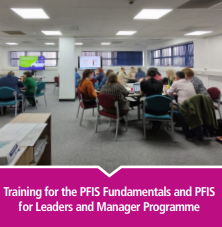 Training for the PFIS Fundamentals and PFIS
for Leaders and Manager Programme